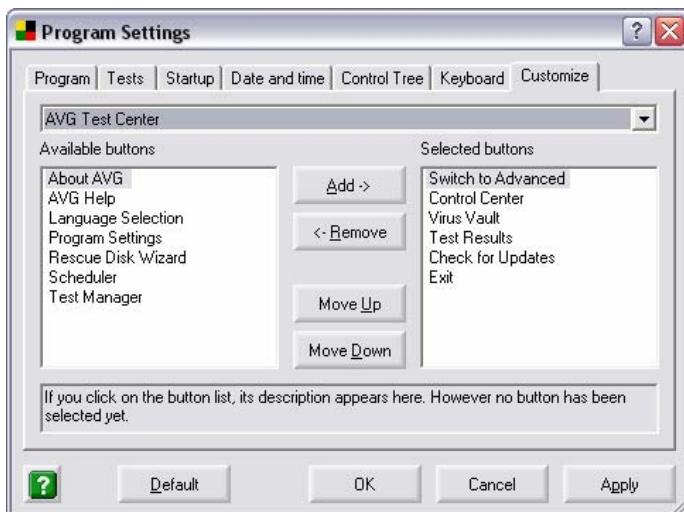 Program Settings
?
Program Tests Startup Date and time Control Tree Keyboard Customize
AVG Test Center
Available buttons
About AVG
AVG Help
Language Selection
Program Settings
Rescue Disk Wizard
Scheduler
Test Manager
Add ->
<- Remove
Move Up
Move Down
Selected buttons
Switch to Advanced
Control Center
Virus Vault
Test Results
Check for Updates
Exit
If you click on the button list, its description appears here. However no button has been
selected yet.
?
Default
OK
Cancel
Apply